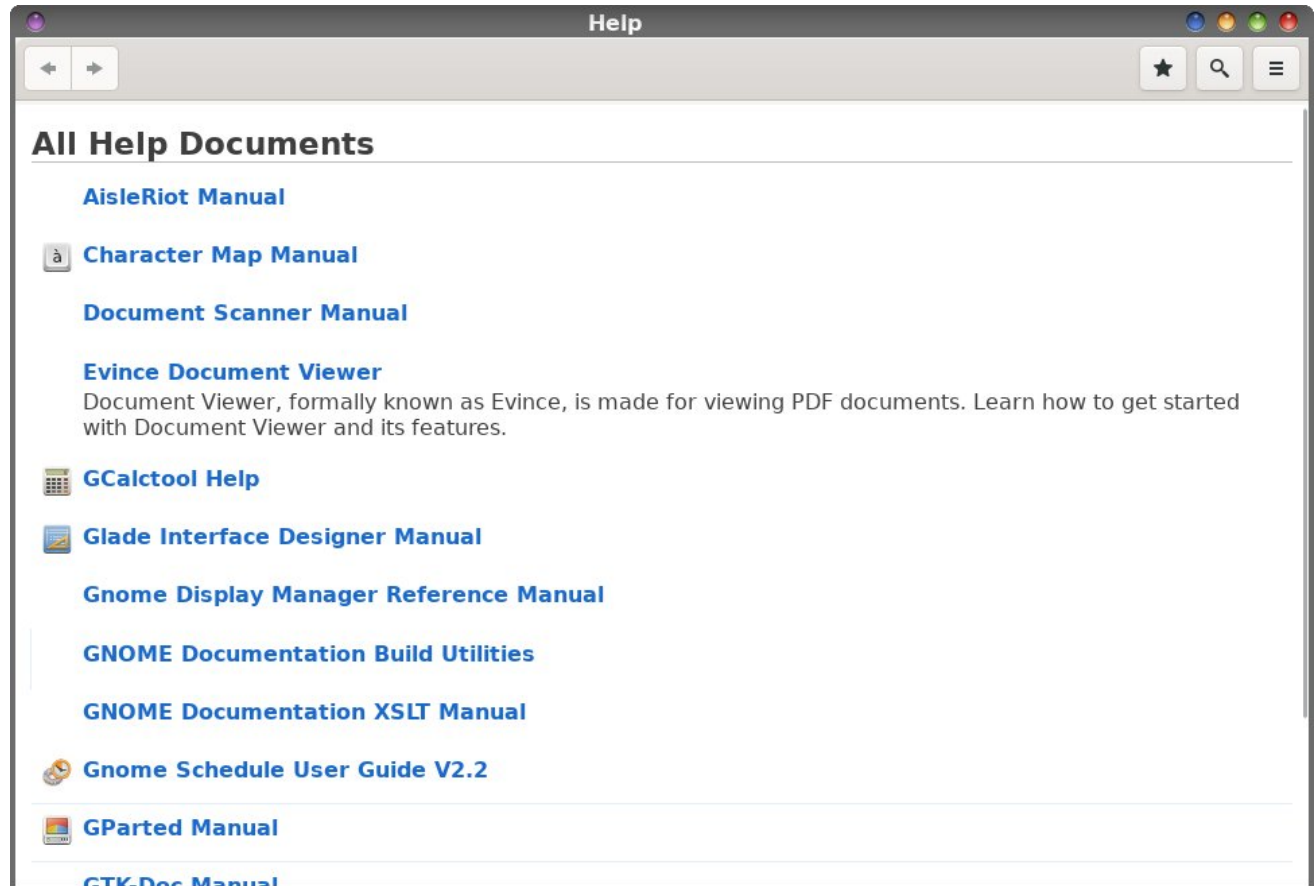 Help
All Help Documents
AisleRiot Manual
à
Character Map Manual
Document Scanner Manual
Evince Document Viewer
Document Viewer, formally known as Evince, is made for viewing PDF documents. Learn how to get started
with Document Viewer and its features.
GCalctool Help
Glade Interface Designer Manual
Gnome Display Manager Reference Manual
GNOME Documentation Build Utilities
GNOME Documentation XSLT Manual
Gnome Schedule User Guide V2.2
GParted Manual
GTK-Doc Manual